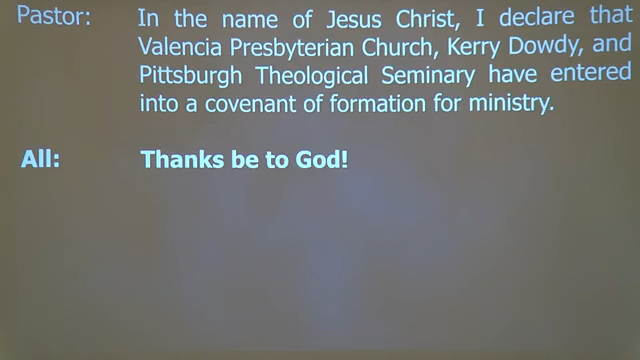 Pastor: In the name of Jesus Christ, I declare that
Valencia Presbyterian Church, Kerry Dowdy, and
Pittsburgh Theological Seminary have entered
into a covenant of formation for ministry.
All: Thanks be to God!